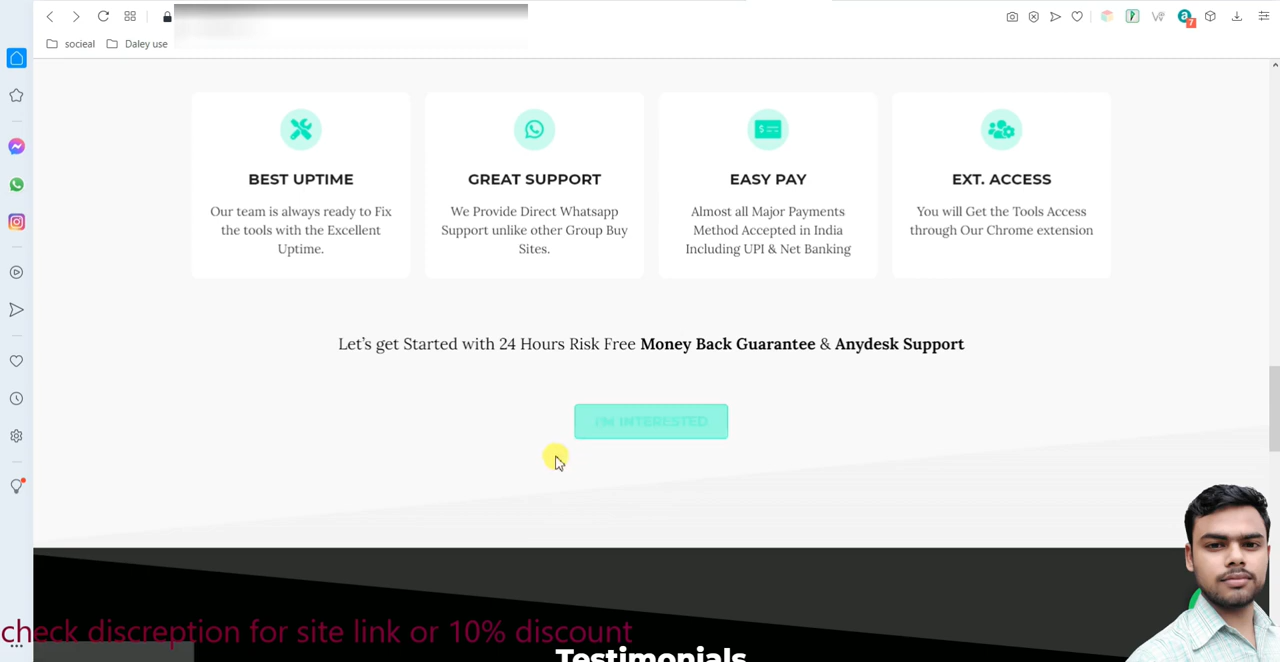 socieal
Daley use
7
BEST UPTIME
Our team is always ready to Fix
the tools with the Excellent
Uptime.
GREAT SUPPORT
We Provide Direct Whatsapp
Support unlike other Group Buy
Sites.
EASY PAY
Almost all Major Payments
Method Accepted in India
Including UPI & Net Banking
EXT. ACCESS
You will Get the Tools Access
through Our Chrome extension
Let's get Started with 24 Hours Risk Free Money Back Guarantee & Anydesk Support
I'M INTERESTED
check discreption for site link or 10% discount
Testimonials